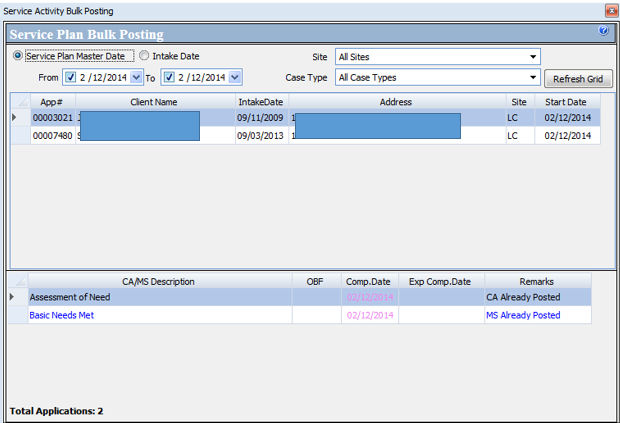 Service Activity Bulk Posting
Service Plan Bulk Posting
Service Plan Master Date Intake Date Site All Sites
From 2 /12/2014 To 2 /12/2014 Case Type All Case Types Refresh Grid
App# Client Name IntakeDate Address Site Start Date
00003021 09/11/2009 1 LC 02/12/2014
00007480 S 09/03/2013 1 LC 02/12/2014
CA/MS Description OBF Comp.Date Exp Comp.Date Remarks
Assessment of Need 02/12/2014 CA Already Posted
Basic Needs Met 02/12/2014 MS Already Posted
Total Applications: 2